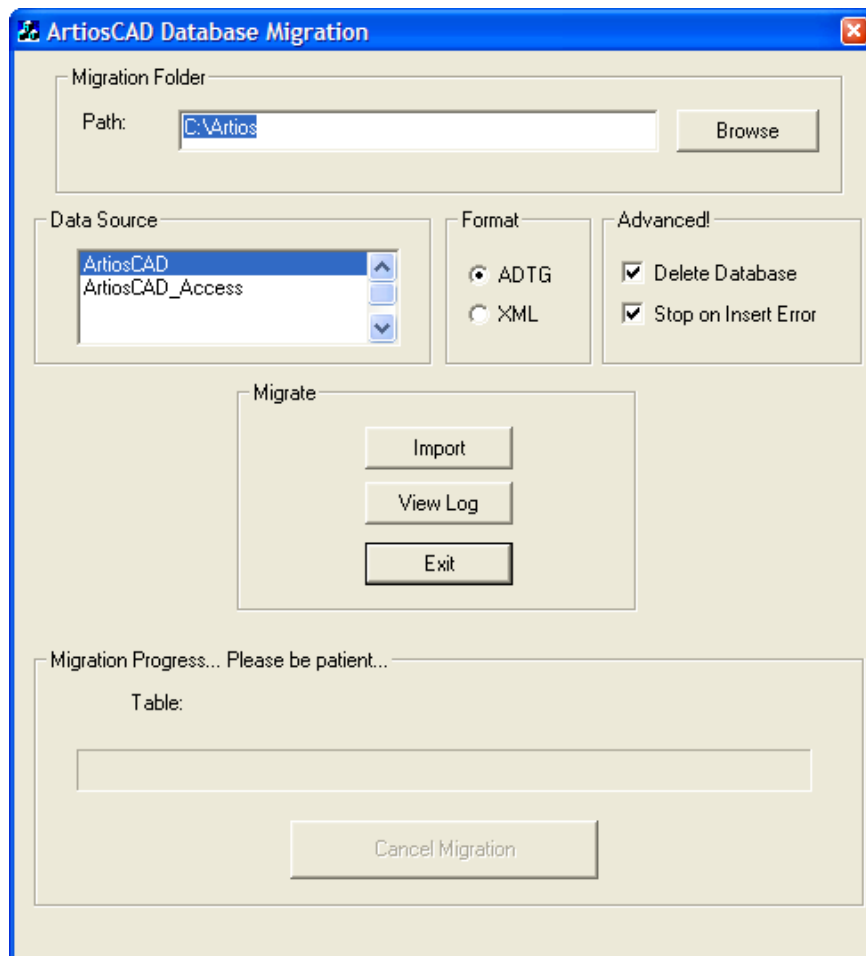 ArtiosCAD Database Migration
Migration Folder
Path:
C:\Artios
Browse
Data Source
ArtiosCAD
ArtiosCAD_Access
Format
ADTG
XML
Advanced!
Delete Database
Stop on Insert Error
Migrate
Import
View Log
Exit
Migration Progress... Please be patient...
Table:
Cancel Migration